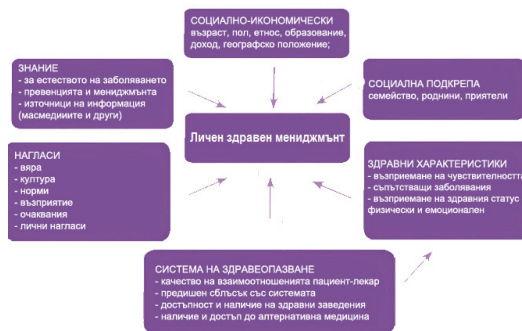 СОЦИАЛНО-ИКОНОМИЧЕСКИ
възраст, пол, етнос, образование,
доход, географско положение;
ЗНАНИЕ
- за естеството на заболяването
- превенцията и мениджмънта
- източници на информация
(масмедиите и други)
СОЦИАЛНА ПОДКРЕПА
семейство, роднини, приятели
Личен здравен мениджмънт
НАГЛАСИ
- вяра
- култура
- норми
- възприятие
- очаквания
- лични нагласи
ЗДРАВНИ ХАРАКТЕРИСТИКИ
- възприемане на чувствителността
- съпътстващи заболявания
- възприемане на здравния статус
физически и емоционален
СИСТЕМА НА ЗДРАВЕОПАЗВАНЕ
- качество на взаимоотношенията пациент-лекар
- предишен сблъсък със системата
- достъпност и наличие на здравни заведения
- наличие и достъп до алтернативна медицина